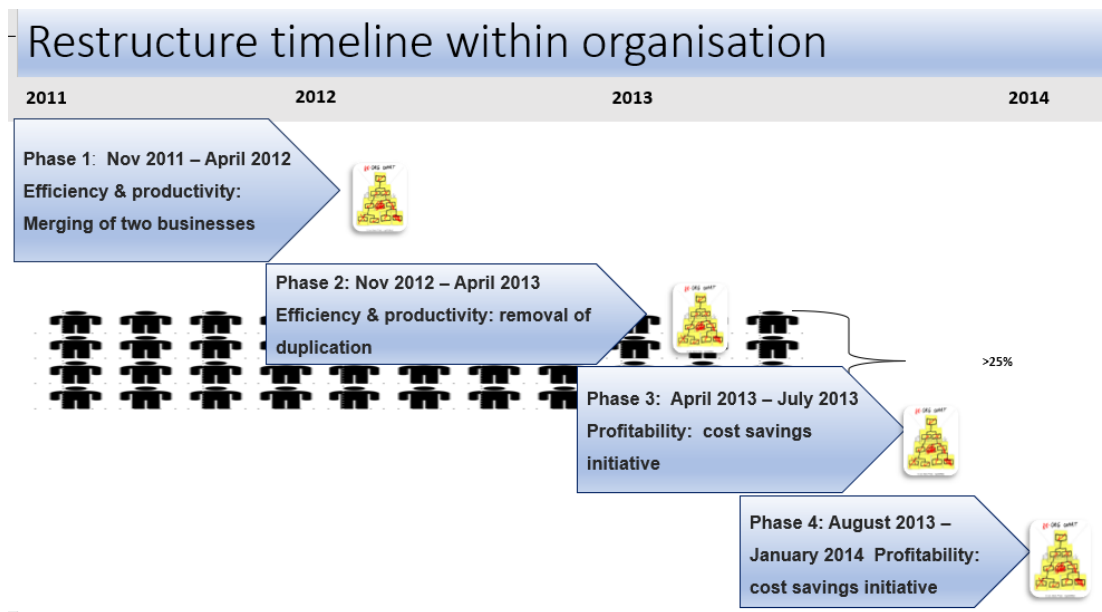 Restructure timeline within organisation
2011 2012 2013 2014
Phase 1: Nov 2011 – April 2012
Efficiency & productivity:
Merging of two businesses
Phase 2: Nov 2012 – April 2013
Efficiency & productivity: removal of
duplication
>25%
Phase 3: April 2013 – July 2013
Profitability: cost savings
initiative
Phase 4: August 2013 –
January 2014 Profitability:
cost savings initiative